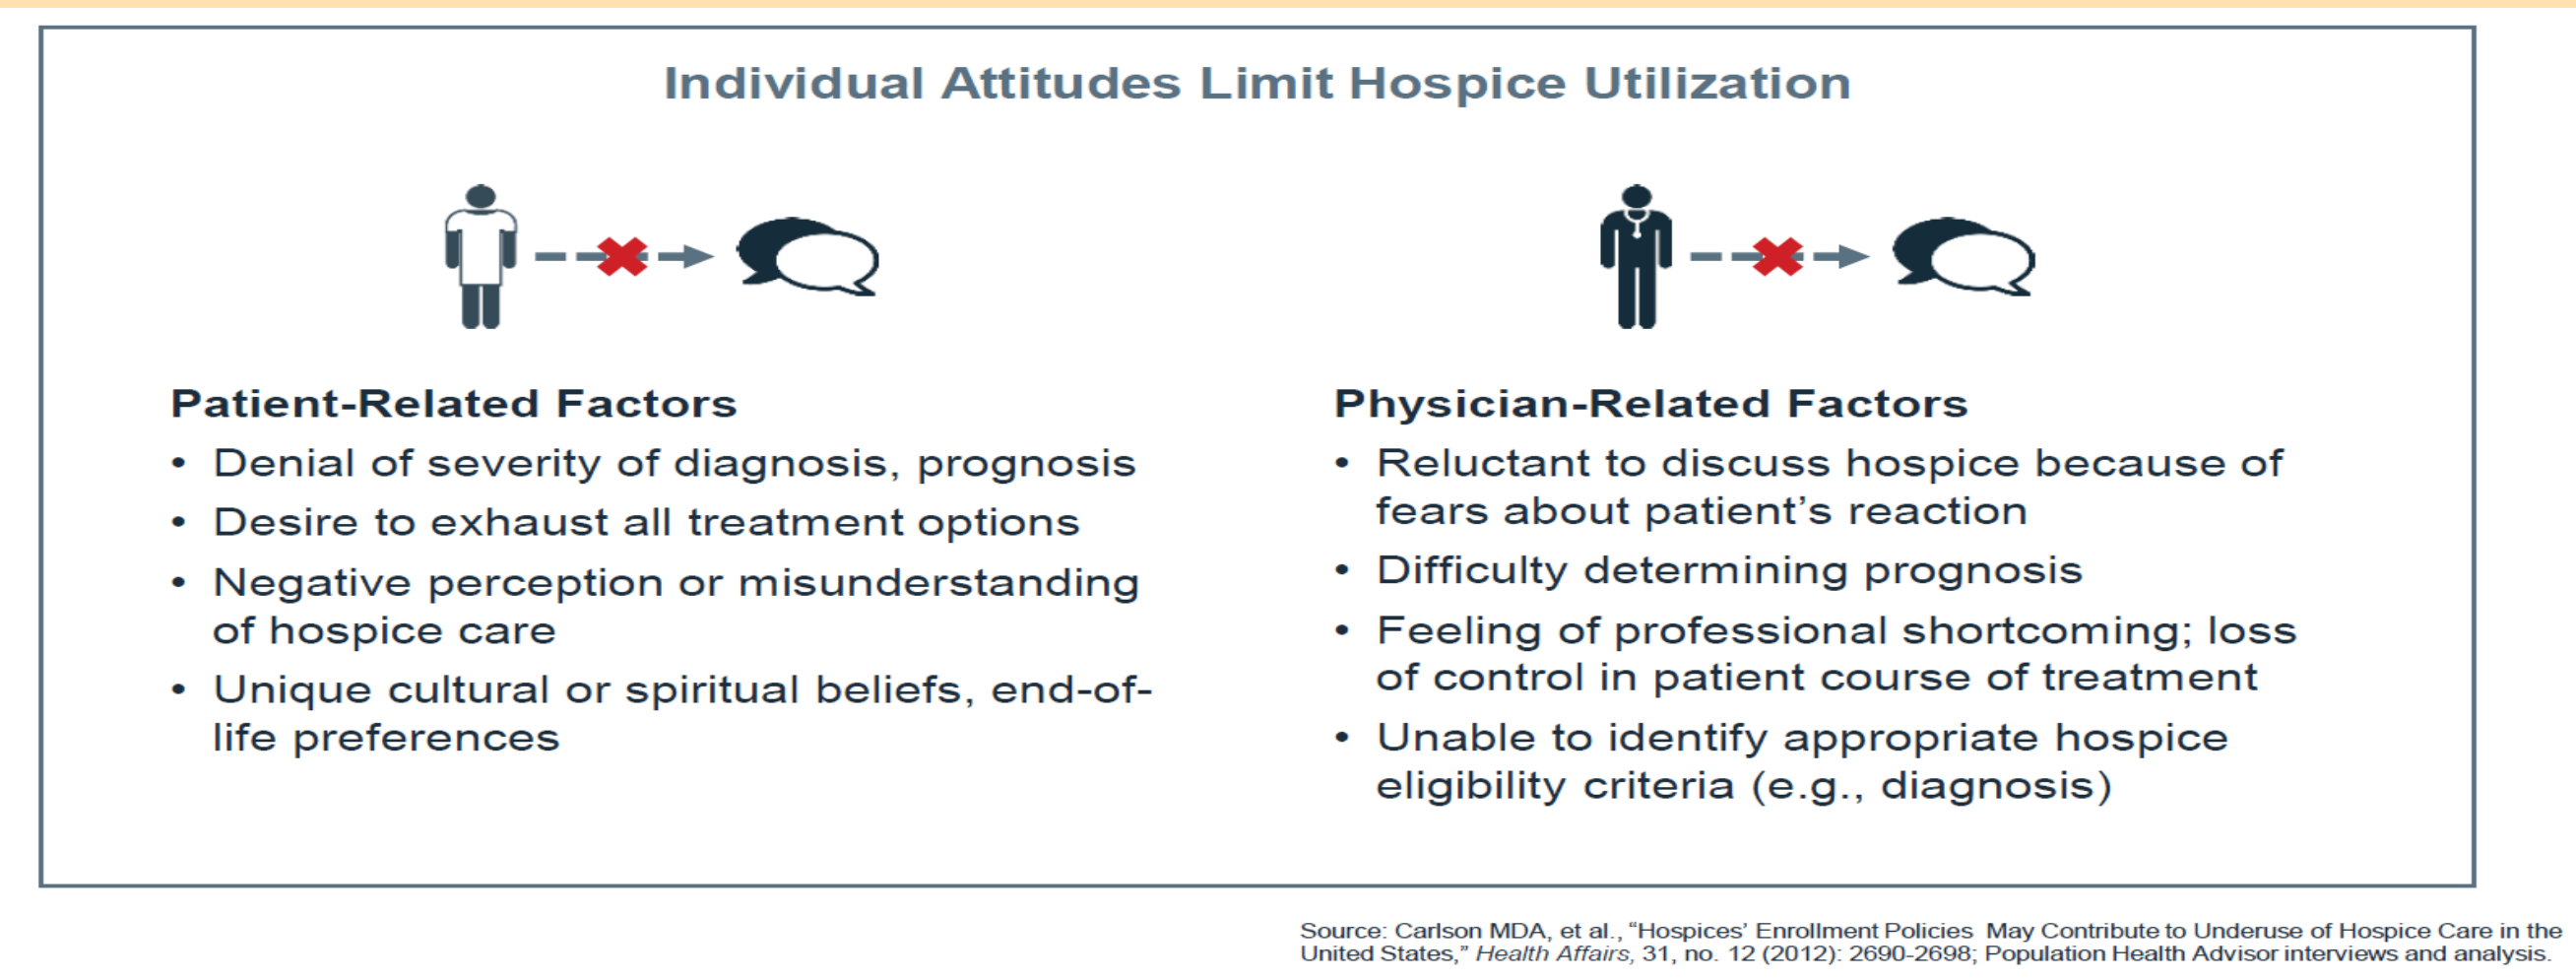 Individual Attitudes Limit Hospice Utilization
Patient-Related Factors
• Denial of severity of diagnosis, prognosis
• Desire to exhaust all treatment options
• Negative perception or misunderstanding
of hospice care
• Unique cultural or spiritual beliefs, end-of-
life preferences
Physician-Related Factors
• Reluctant to discuss hospice because of
fears about patient’s reaction
• Difficulty determining prognosis
• Feeling of professional shortcoming; loss
of control in patient course of treatment
• Unable to identify appropriate hospice
eligibility criteria (e.g., diagnosis)
Source: Carlson MDA, et al., “Hospices’ Enrollment Policies May Contribute to Underuse of Hospice Care in the
United States,” Health Affairs, 31, no. 12 (2012): 2690-2698; Population Health Advisor interviews and analysis.